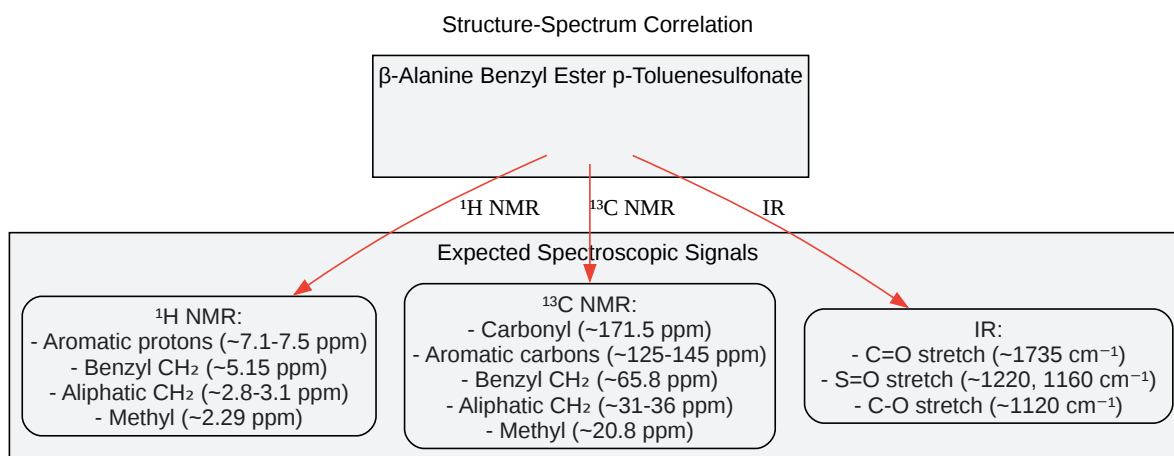 Structure-Spectrum Correlation
β-Alanine Benzyl Ester p-Toluenesulfonate
¹H NMR
¹³C NMR
IR
Expected Spectroscopic Signals
¹H NMR:
- Aromatic protons (~7.1-7.5 ppm)
- Benzyl CH₂ (~5.15 ppm)
- Aliphatic CH₂ (~2.8-3.1 ppm)
- Methyl (~2.29 ppm)
¹³C NMR:
- Carbonyl (~171.5 ppm)
- Aromatic carbons (~125-145 ppm)
- Benzyl CH₂ (~65.8 ppm)
- Aliphatic CH₂ (~31-36 ppm)
- Methyl (~20.8 ppm)
IR:
- C=O stretch (~1735 cm⁻¹)
- S=O stretch (~1220, 1160 cm⁻¹)
- C-O stretch (~1120 cm⁻¹)